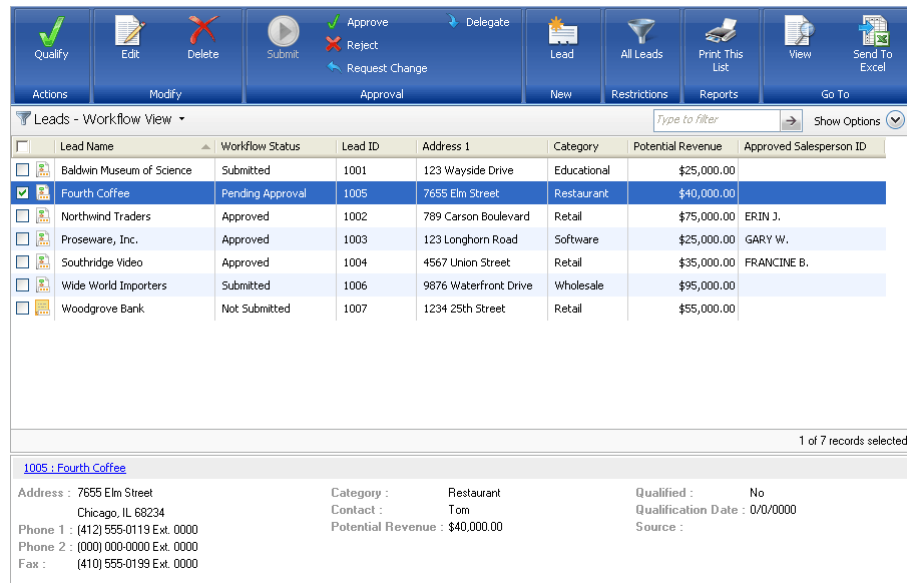 Qualify Edit Delete Submit Approve Reject Request Change Delegate Lead All Leads Print This List View Send To Excel
Actions Modify Approval New Restrictions Reports Go To
Leads - Workflow View Type to filter Show Options
Lead Name Workflow Status Lead ID Address 1 Category Potential Revenue Approved Salesperson ID
Baldwin Museum of Science Submitted 1001 123 Wayside Drive Educational $25,000.00
Fourth Coffee Pending Approval 1005 7655 Elm Street Restaurant $40,000.00
Northwind Traders Approved 1002 789 Carson Boulevard Retail $75,000.00 ERIN J.
Proseware, Inc. Approved 1003 123 Longhorn Road Software $25,000.00 GARY W.
Southridge Video Approved 1004 4567 Union Street Retail $35,000.00 FRANCINE B.
Wide World Importers Submitted 1006 9876 Waterfront Drive Wholesale $95,000.00
Woodgrove Bank Not Submitted 1007 1234 25th Street Retail $55,000.00
1 of 7 records selected
1005 : Fourth Coffee
Address : 7655 Elm Street Category : Restaurant Qualified : No
Chicago, IL 68234 Contact : Tom Qualification Date : 0/0/0000
Phone 1 : (412) 555-0119 Ext. 0000 Potential Revenue : $40,000.00 Source :
Phone 2 : (000) 000-0000 Ext. 0000
Fax : (410) 555-0199 Ext. 0000